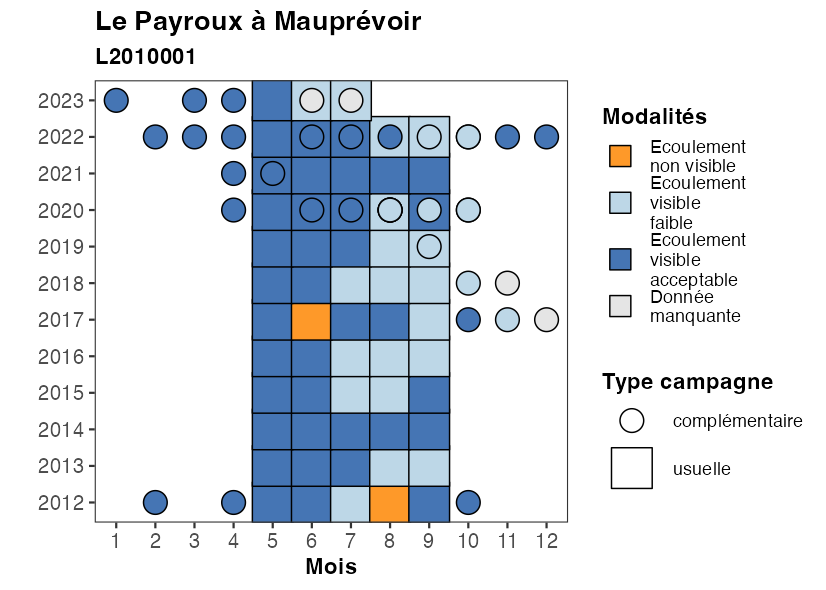 Le Payroux à Mauprévoir
L2010001
2023
2022
2021
2020
2019
2018
2017
2016
2015
2014
2013
2012
1 2 3 4 5 6 7 8 9 10 11 12
Mois
Modalités
Ecoulement
non visible
Ecoulement
visible
faible
Ecoulement
visible
acceptable
Donnée
manquante
Type campagne
complémentaire
usuelle